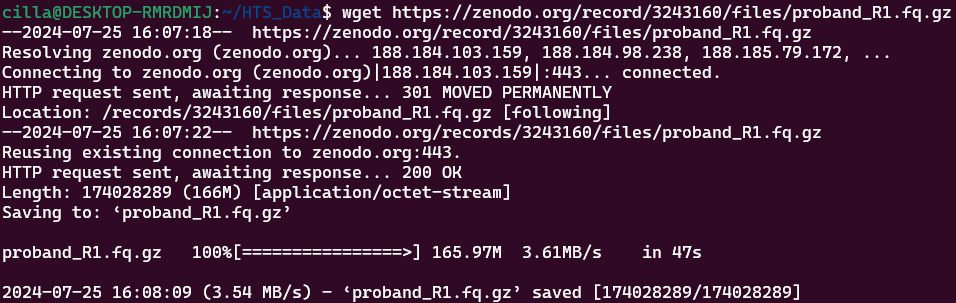 cilla@DESKTOP-RMRDMIJ:~/HTS_Data$ wget https://zenodo.org/record/3243160/files/proband_R1.fq.gz
--2024-07-25 16:07:18--  https://zenodo.org/record/3243160/files/proband_R1.fq.gz
Resolving zenodo.org (zenodo.org)... 188.184.103.159, 188.184.98.238, 188.185.79.172, ...
Connecting to zenodo.org (zenodo.org)|188.184.103.159|:443... connected.
HTTP request sent, awaiting response... 301 MOVED PERMANENTLY
Location: /records/3243160/files/proband_R1.fq.gz [following]
--2024-07-25 16:07:22--  https://zenodo.org/records/3243160/files/proband_R1.fq.gz
Reusing existing connection to zenodo.org:443.
HTTP request sent, awaiting response... 200 OK
Length: 174028289 (166M) [application/octet-stream]
Saving to: ‘proband_R1.fq.gz’
proband_R1.fq.gz   100%[================>] 165.97M  3.61MB/s    in 47s
2024-07-25 16:08:09 (3.54 MB/s) - ‘proband_R1.fq.gz’ saved [174028289/174028289]